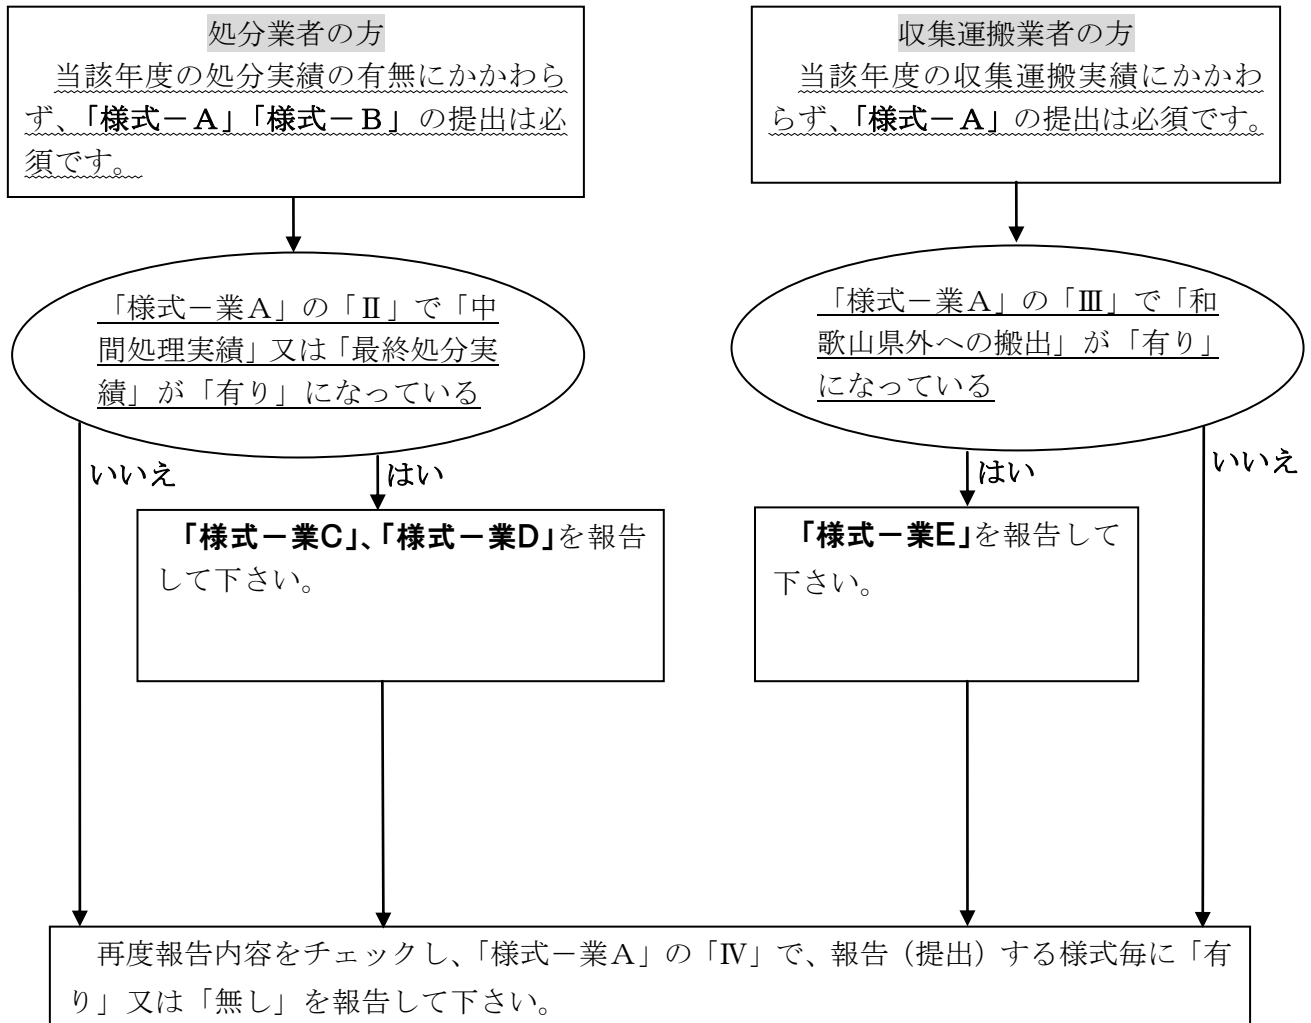 処分業者の方
当該年度の処分実績の有無にかかわら
ず、「様式－Ａ」「様式－Ｂ」の提出は必
須です。
収集運搬業者の方
当該年度の収集運搬実績にかかわ
らず、「様式－Ａ」の提出は必須です。
「様式－業Ａ」の「Ⅱ」で「中
間処理実績」又は「最終処分実
績」が「有り」になっている
「様式－業Ａ」の「Ⅲ」で「和
歌山県外への搬出」が「有り」
になっている
いいえ
はい
はい
いいえ
「様式－業C」、「様式－業D」を報告
して下さい。
「様式－業E」を報告して
下さい。
再度報告内容をチェックし、「様式－業Ａ」の「Ⅳ」で、報告（提出）する様式毎に「有
り」又は「無し」を報告して下さい。